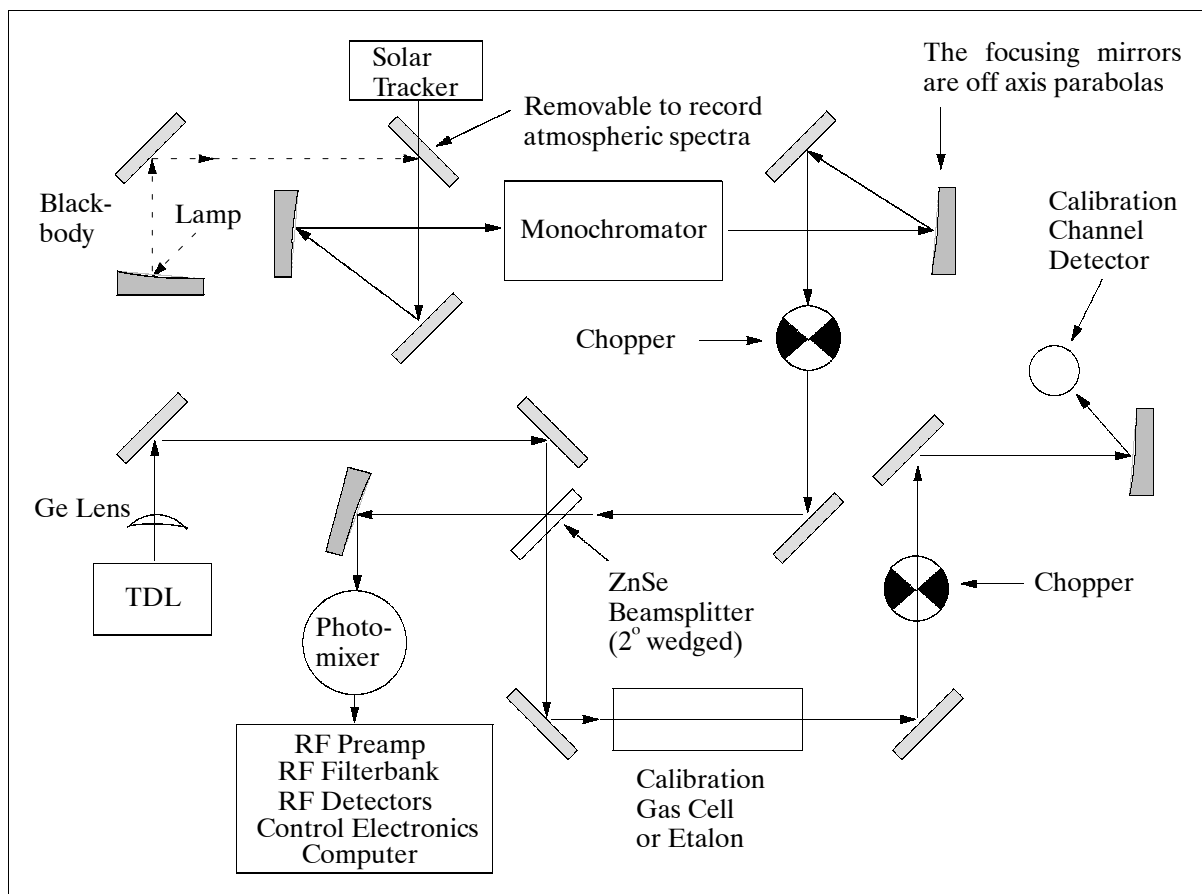 Solar
Tracker
The focusing mirrors
are off axis parabolas
Removable to record
atmospheric spectra
Black-
body
Lamp
Monochromator
Calibration
Channel
Detector
Chopper
Ge Lens
TDL
ZnSe
Beamsplitter
(2° wedged)
Chopper
Photo-
mixer
RF Preamp
RF Filterbank
RF Detectors
Control Electronics
Computer
Calibration
Gas Cell
or Etalon